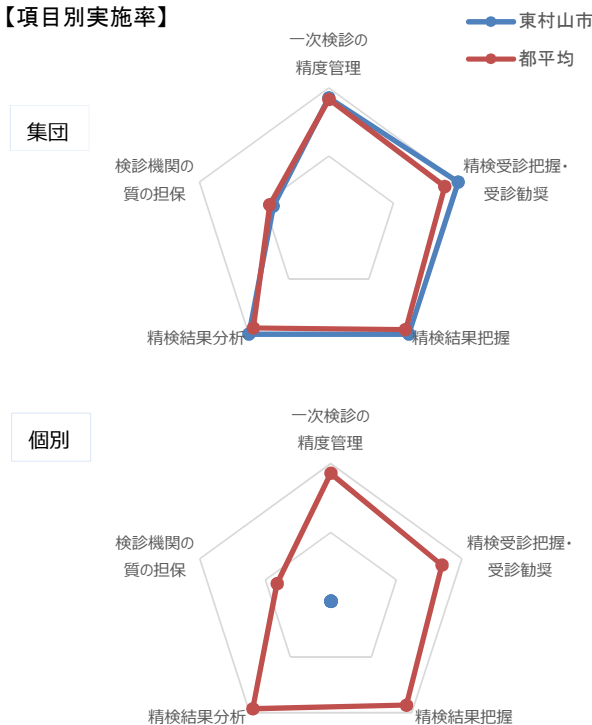 【項目別実施率】
東村山市
都平均
集団
一次検診の
精度管理
精検受診把握・
受診勧奨
精検結果把握
精検結果分析
検診機関の
質の担保
個別
一次検診の
精度管理
精検受診把握・
受診勧奨
精検結果把握
精検結果分析
検診機関の
質の担保